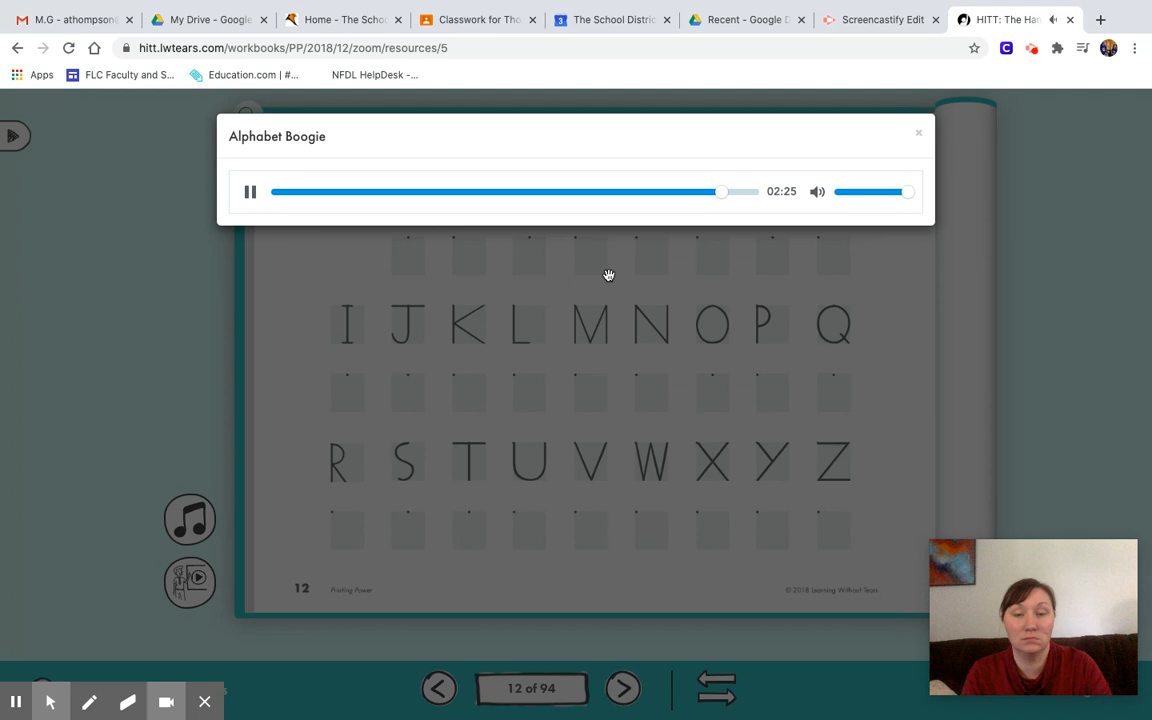 M.G - athompson@
My Drive - Google
Home - The Schoo
Classwork for Tho
The School Distric
Recent - Google D
Screencastify Edit
HITT: The Han
hitt.lwtears.com/workbooks/PP/2018/12/zoom/resources/5
Apps
FLC Faculty and S...
Education.com | #...
NFDL HelpDesk -...
Alphabet Boogie
02:25
I J K L M N O P Q
R S T U V W X Y Z
12
Printing Power
© 2018 Learning Without Tears
12 of 94